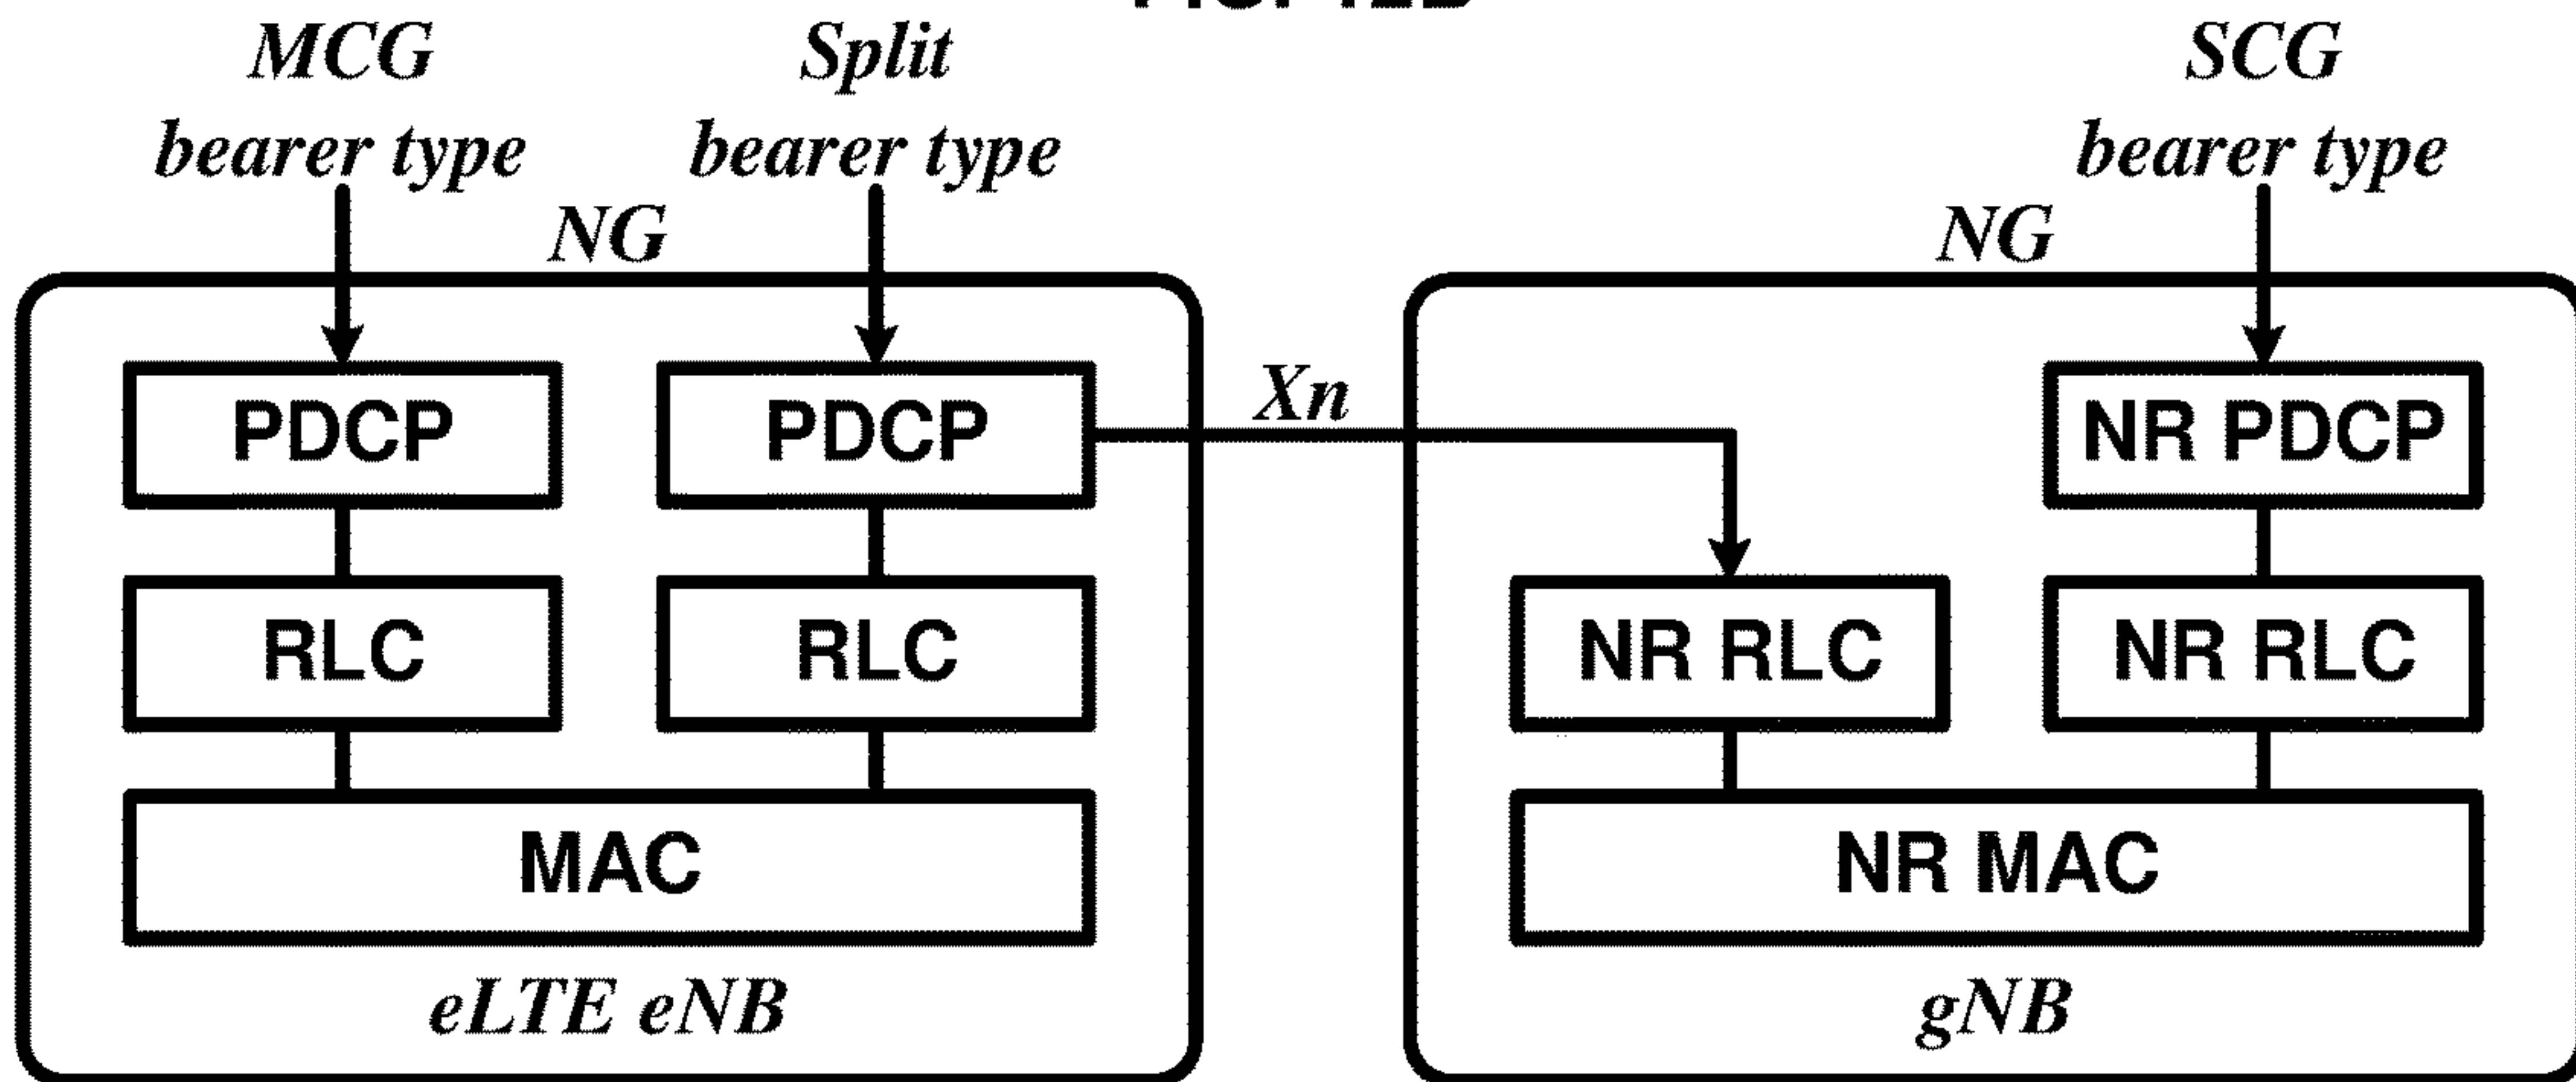 MCG
bearer type
Split
bearer type
SCG
bearer type
NG
NG
Xn
PDCP
PDCP
NR PDCP
RLC
RLC
NR RLC
NR RLC
MAC
NR MAC
eLTE eNB
gNB